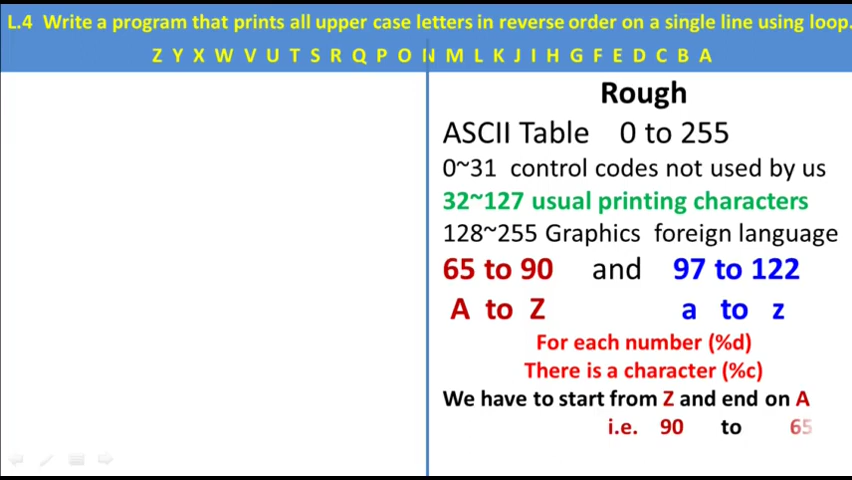 L.4 Write a program that prints all upper case letters in reverse order on a single line using loop.
Z Y X W V U T S R Q P O N M L K J I H G F E D C B A
Rough
ASCII Table 0 to 255
0~31 control codes not used by us
32~127 usual printing characters
128~255 Graphics foreign language
65 to 90 and 97 to 122
A to Z a to z
For each number (%d)
There is a character (%c)
We have to start from Z and end on A
i.e. 90 to 65